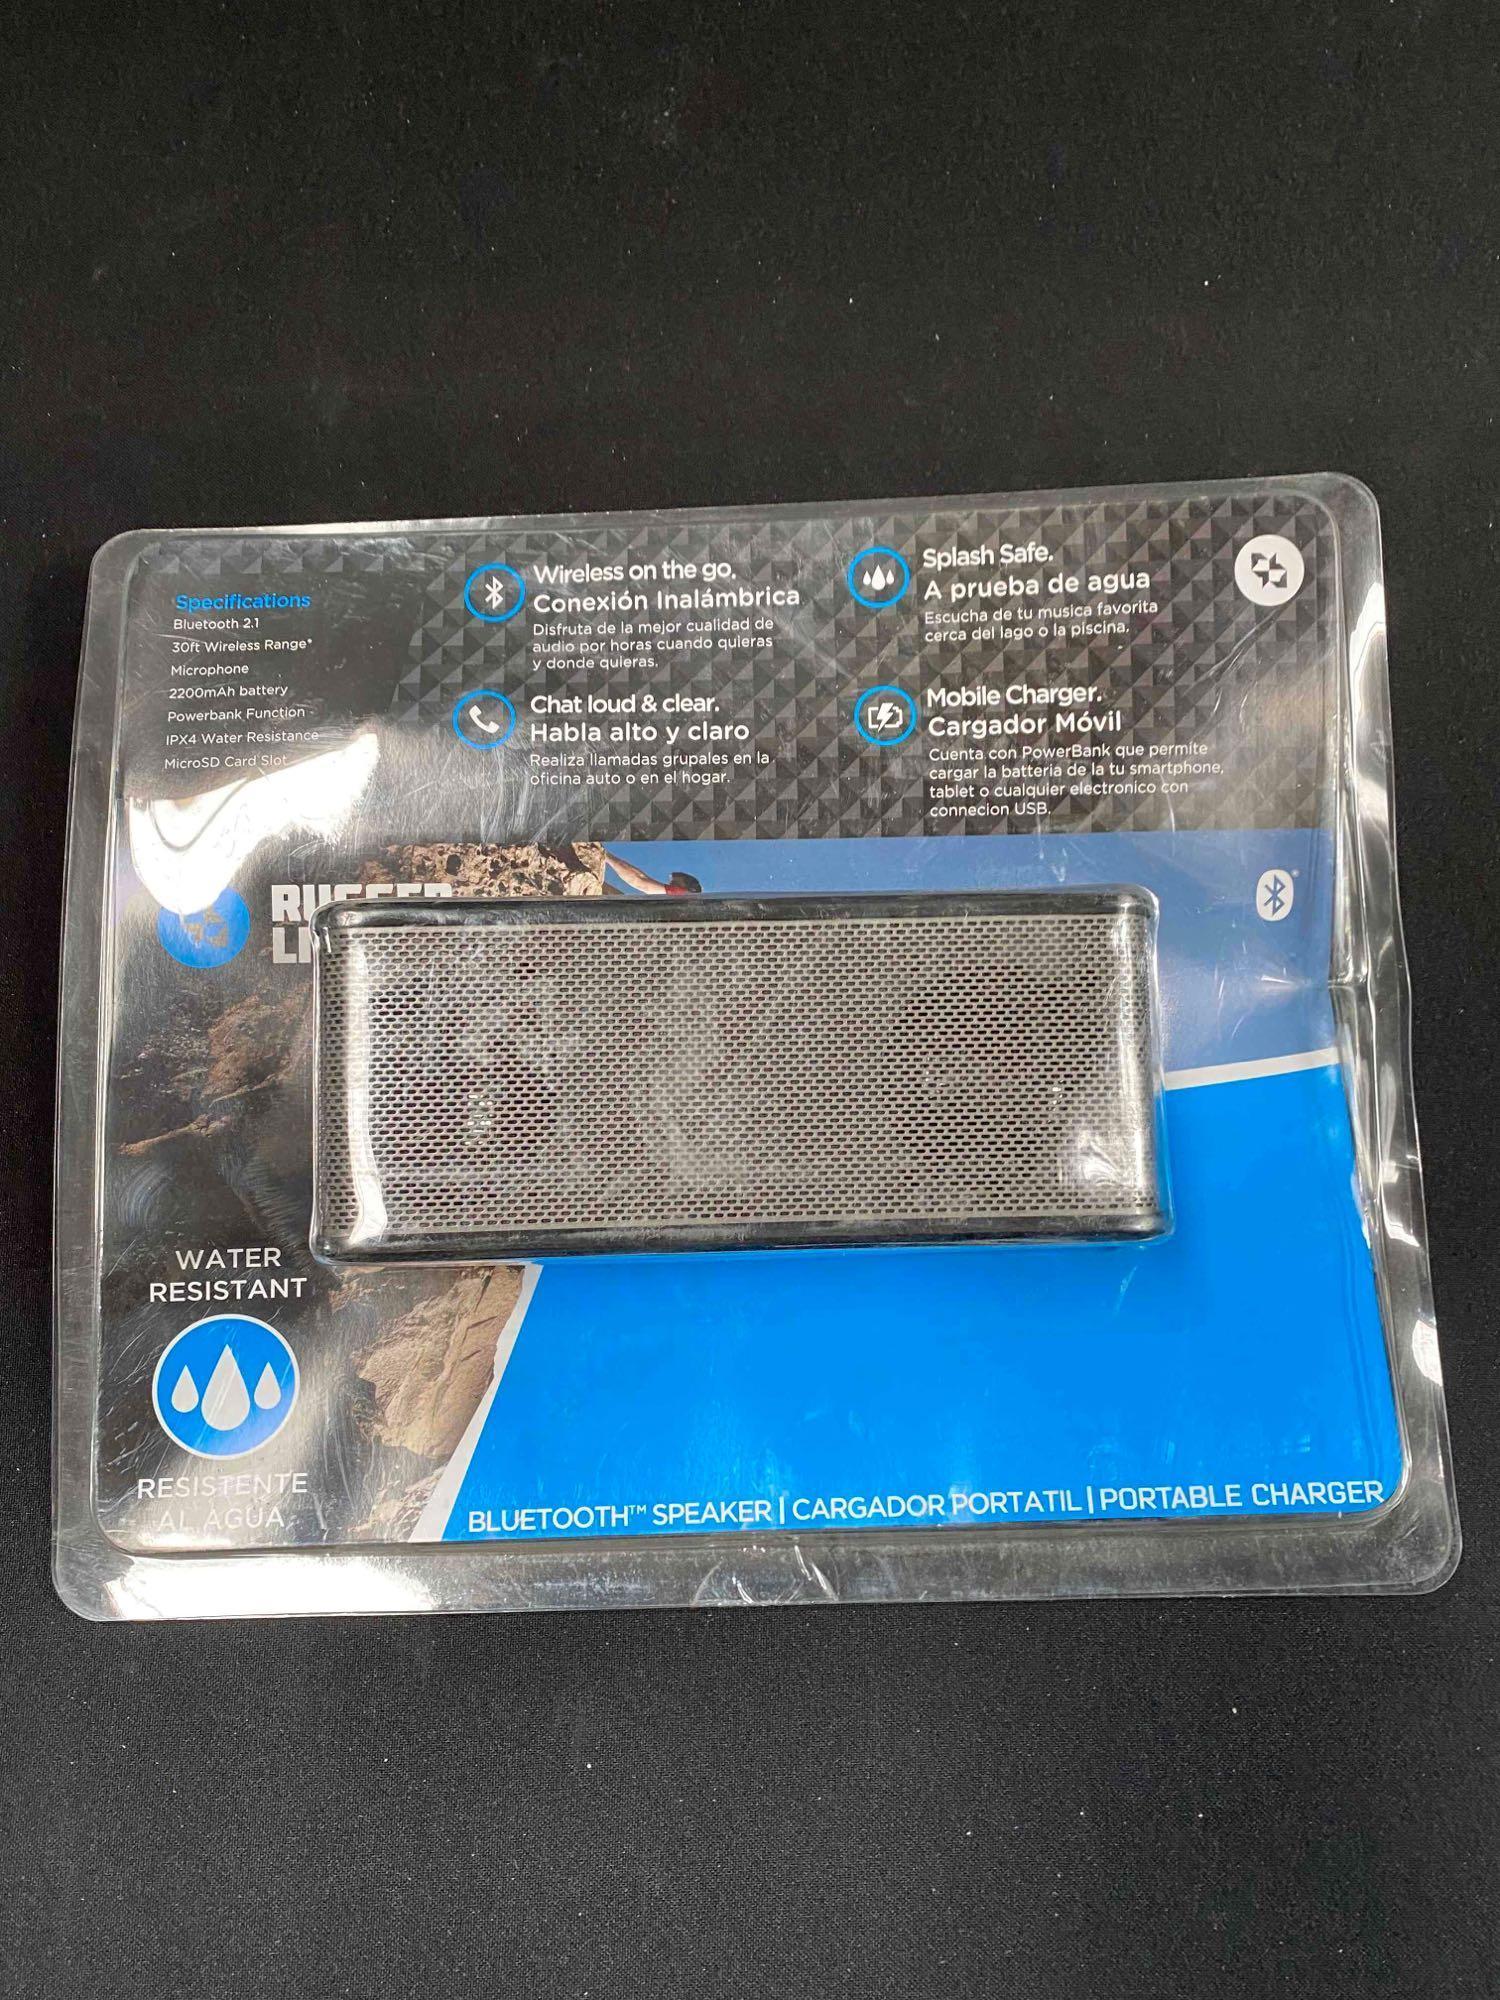 Specifications
Bluetooth 2.1
30ft Wireless Range*
Microphone
2200mAh battery
Powerbank Function
IPX4 Water Resistance
MicroSD Card Slot
Wireless on the go.
Conexión Inalámbrica
Disfruta de la mejor cualidad de
audio por horas cuando quieras
y donde quieras.
Chat loud & clear.
Habla alto y claro
Realiza llamadas grupales en la
oficina auto o en el hogar.
Splash Safe.
A prueba de agua
Escucha de tu musica favorita
cerca del lago o la piscina.
Mobile Charger.
Cargador Móvil
Cuenta con PowerBank que permite
cargar la batteria de la tu smartphone,
tablet o cualquier electronico con
connecion USB.
RUGGED
WATER
RESISTANT
RESISTENTE
AL AGUA
BLUETOOTH™ SPEAKER | CARGADOR PORTATIL | PORTABLE CHARGER